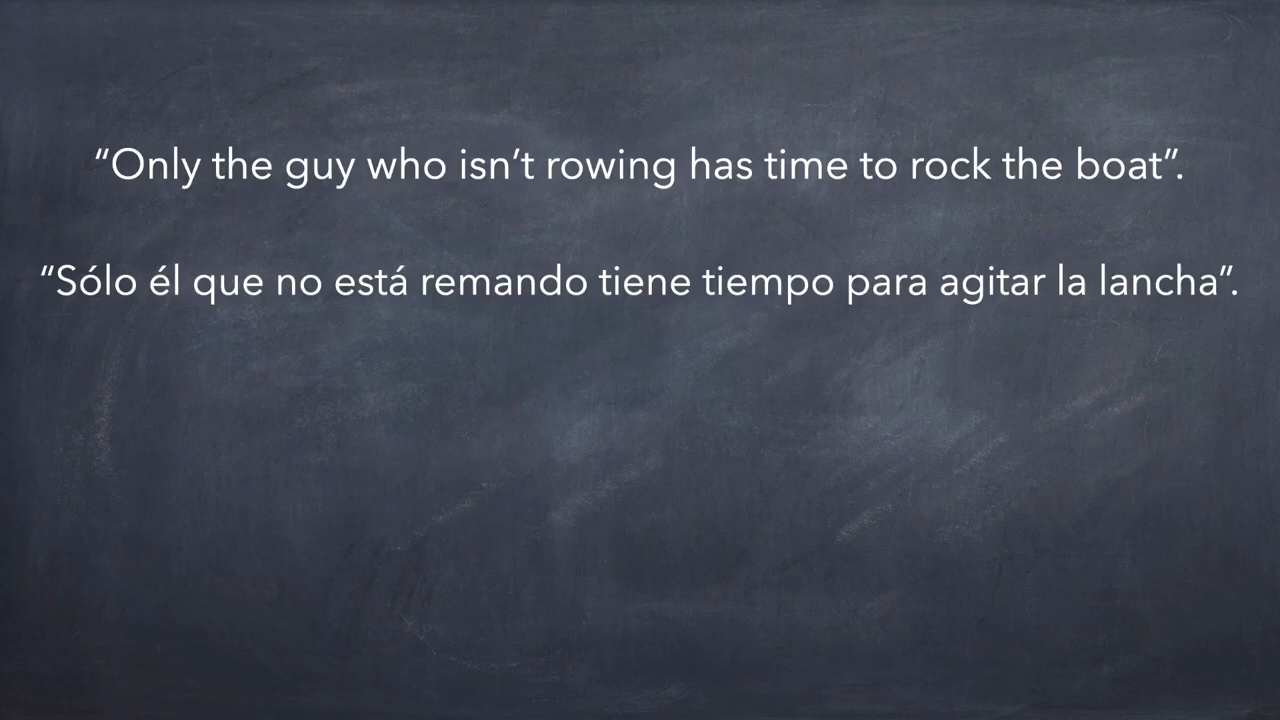 “Only the guy who isn’t rowing has time to rock the boat”.
“Sólo él que no está remando tiene tiempo para agitar la lancha”.